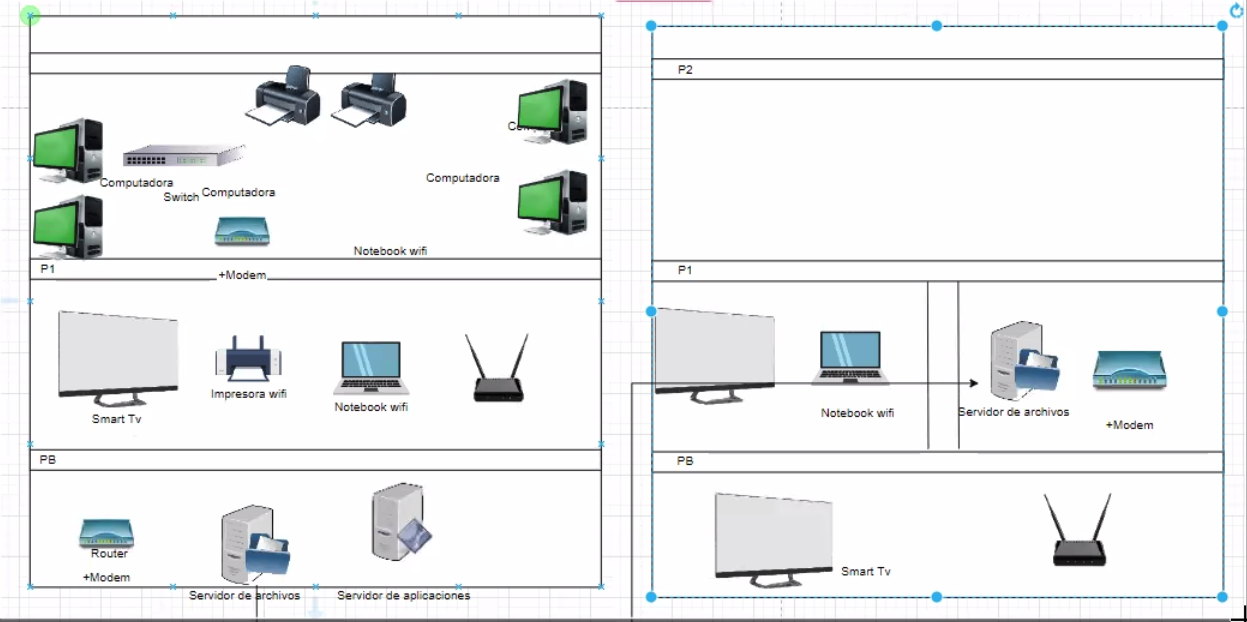 Computadora
Switch
Computadora
Computadora
Notebook wifi
P1
+Modem
Smart Tv
Impresora wifi
Notebook wifi
PB
Router
+Modem
Servidor de archivos
Servidor de aplicaciones
P2
P1
Notebook wifi
Servidor de archivos
+Modem
PB
Smart Tv